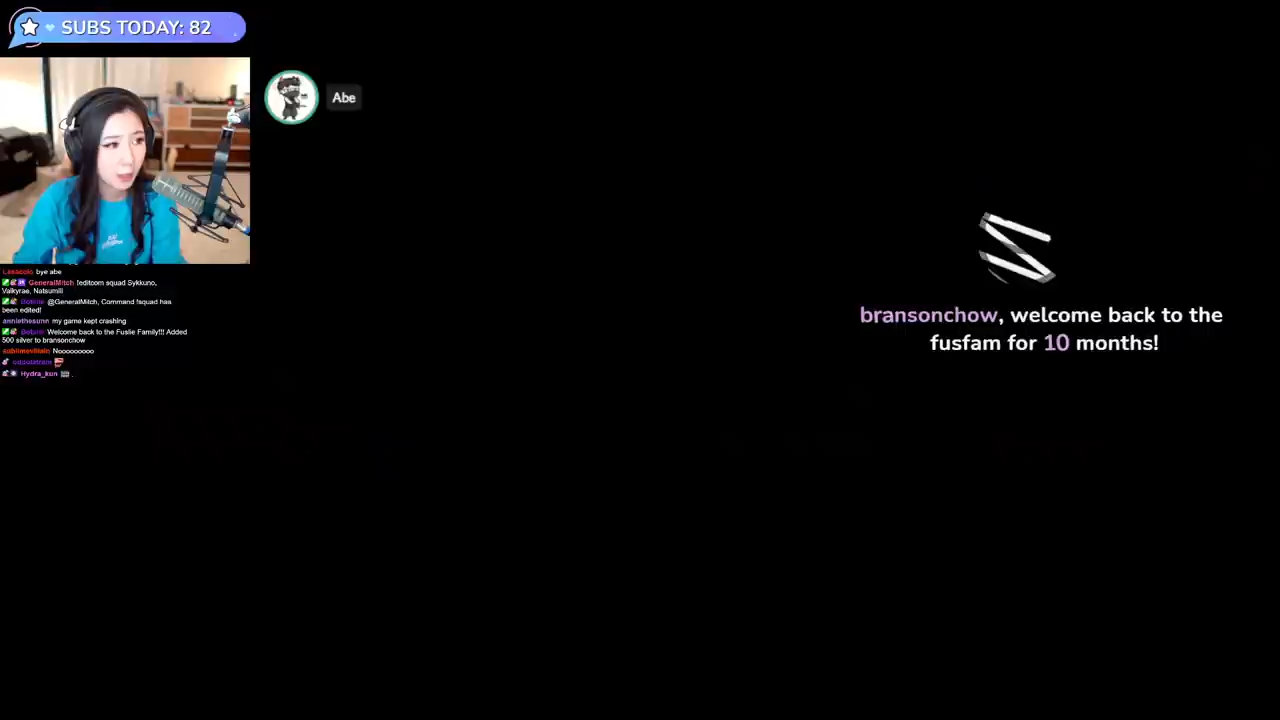 SUBS TODAY: 82
Abe
bye abe
GeneralMitch !editcom squad Sykkuno,
Valkyrae, Natsumiii
@GeneralMitch, Command !squad has
been edited!
anniethesumn my game kept crashing
Welcome back to the Fuslie Family!!! Added
500 silver to bransonchow
Nooooooooo
Hydra_kun
bransonchow, welcome back to the
fusfam for 10 months!